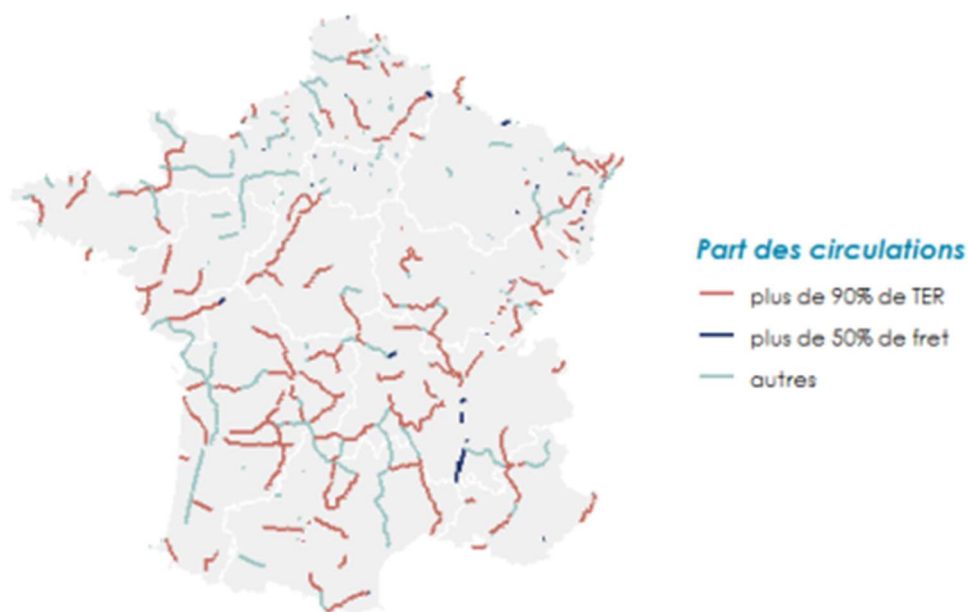 Part des circulations
plus de 90% de TER
plus de 50% de fret
autres